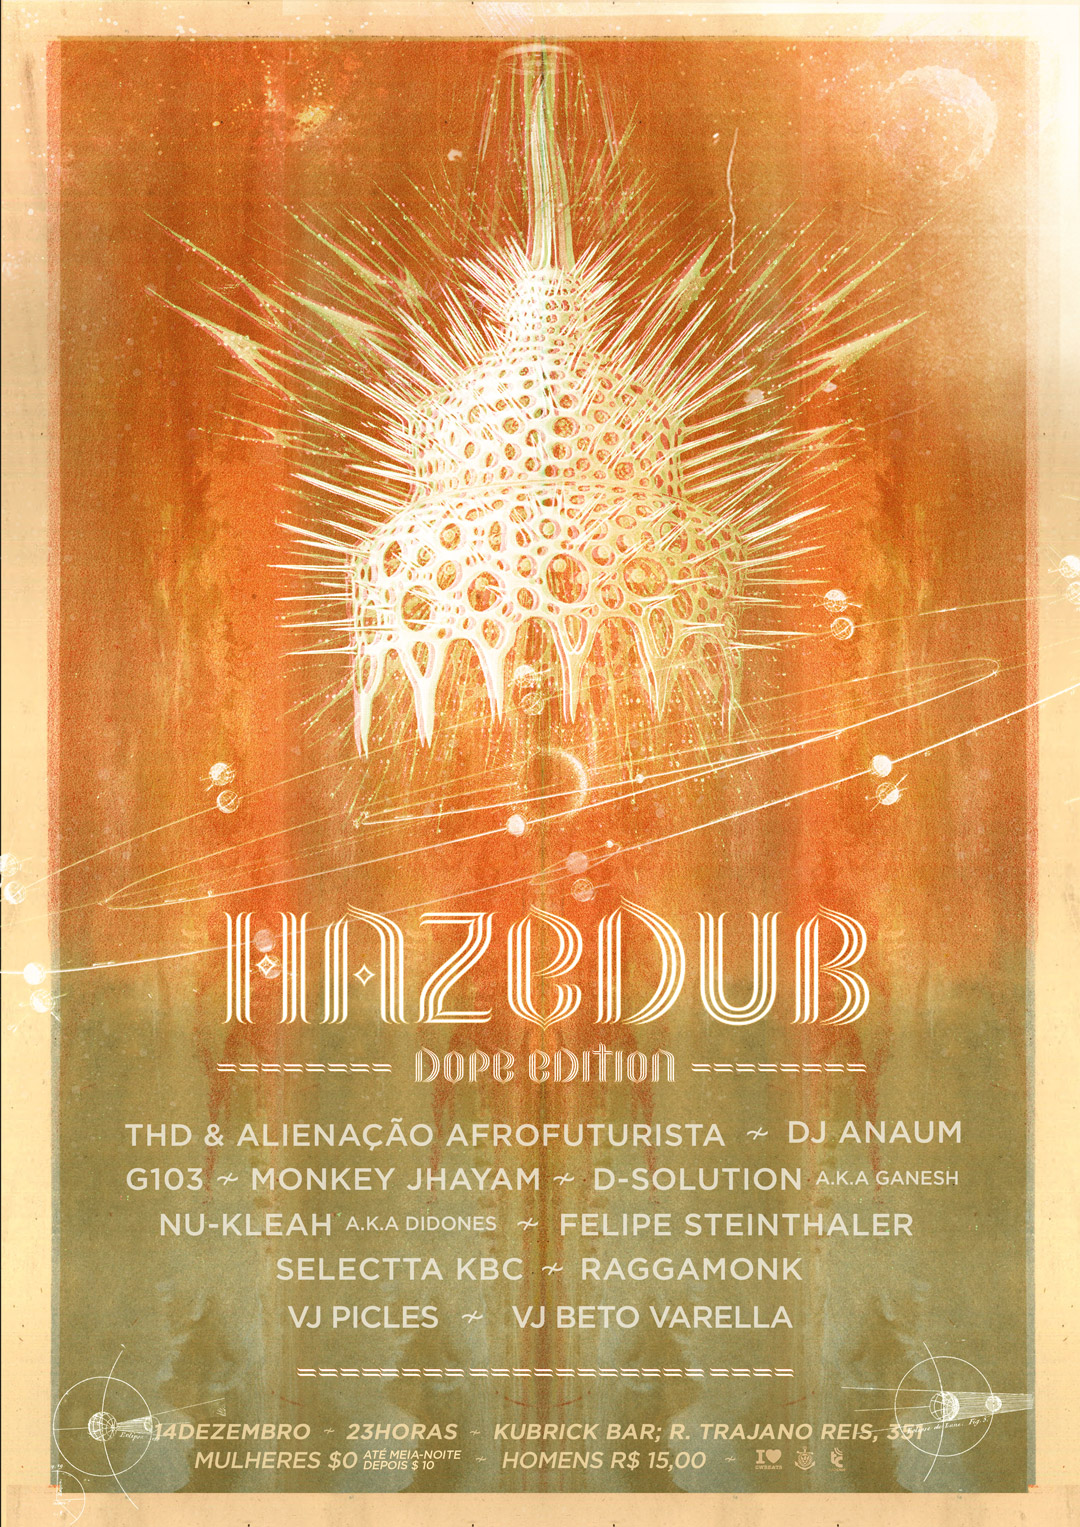 HAZEDUB
DOPE EDITION
THD & ALIENAÇÃO AFROFUTURISTA ~ DJ ANAUM
G103 ~ MONKEY JHAYAM ~ D-SOLUTION A.K.A GANESH
NU-KLEAH A.K.A DIDONES ~ FELIPE STEINTHALER
SELECTTA KBC ~ RAGGAMONK
VJ PICLES ~ VJ BETO VARELLA
14DEZEMBRO ~ 23HORAS ~ KUBRICK BAR; R. TRAJANO REIS, 351
MULHERES $0 ATÉ MEIA-NOITE DEPOIS $ 10 ~ HOMENS R$ 15,00 ~